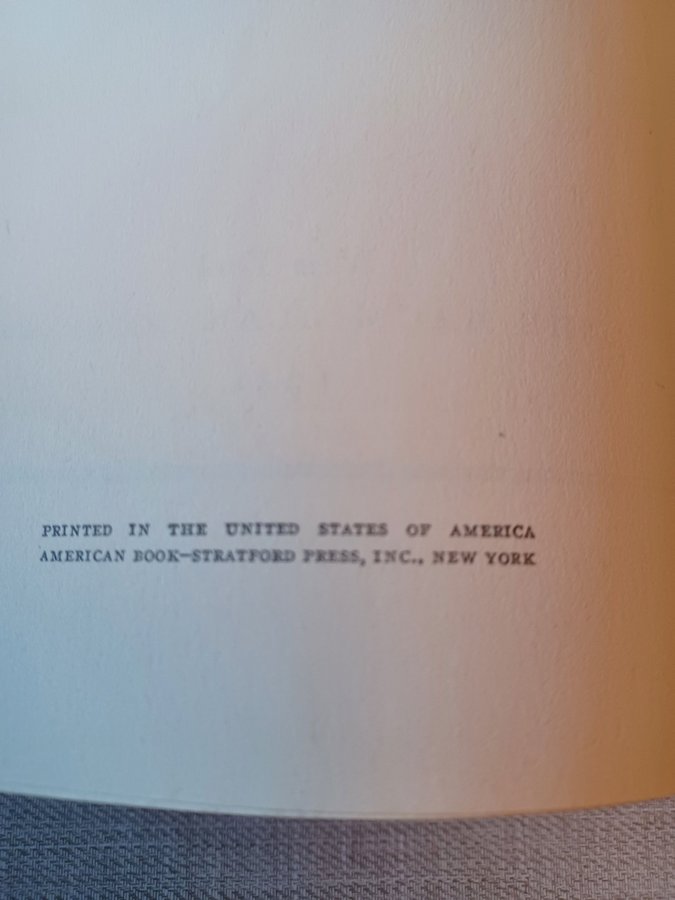 PRINTED IN THE UNITED STATES OF AMERICA
AMERICAN BOOK—STRATFORD PRESS, INC., NEW YORK